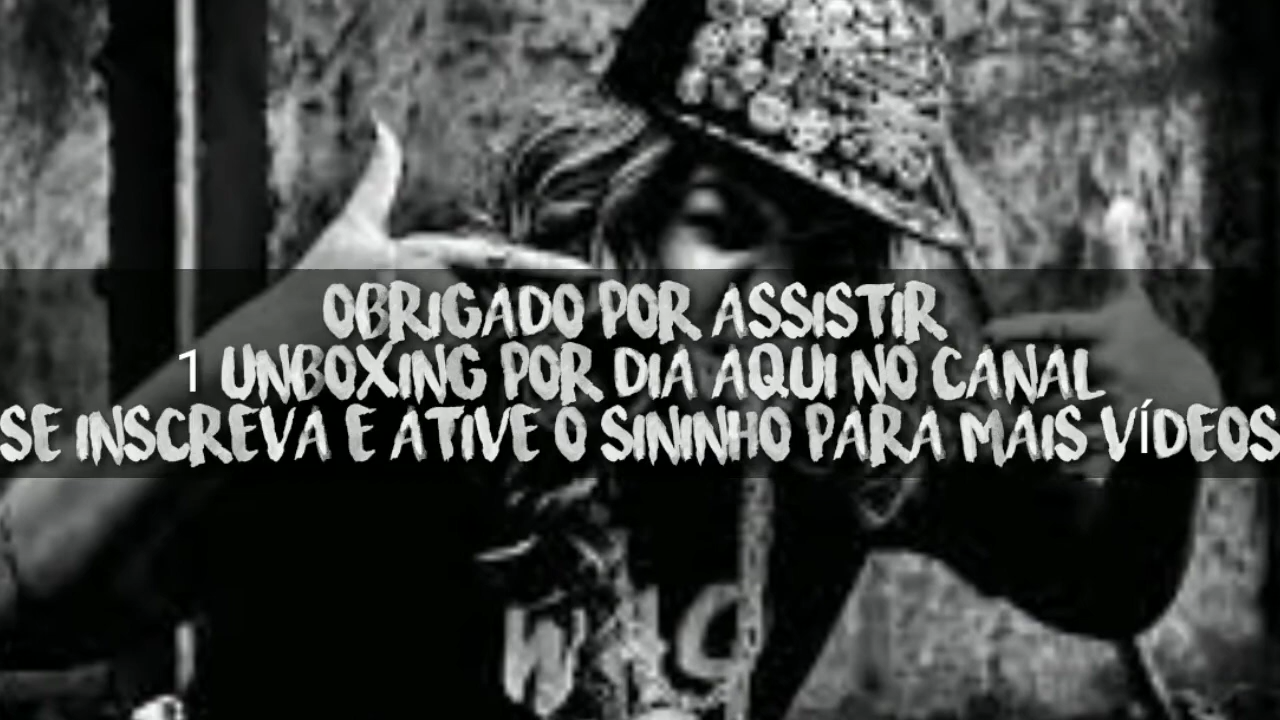 OBRIGADO POR ASSISTIR
1 UNBOXING POR DIA AQUI NO CANAL
SE INSCREVA E ATIVE O SININHO PARA MAIS VÍDEOS